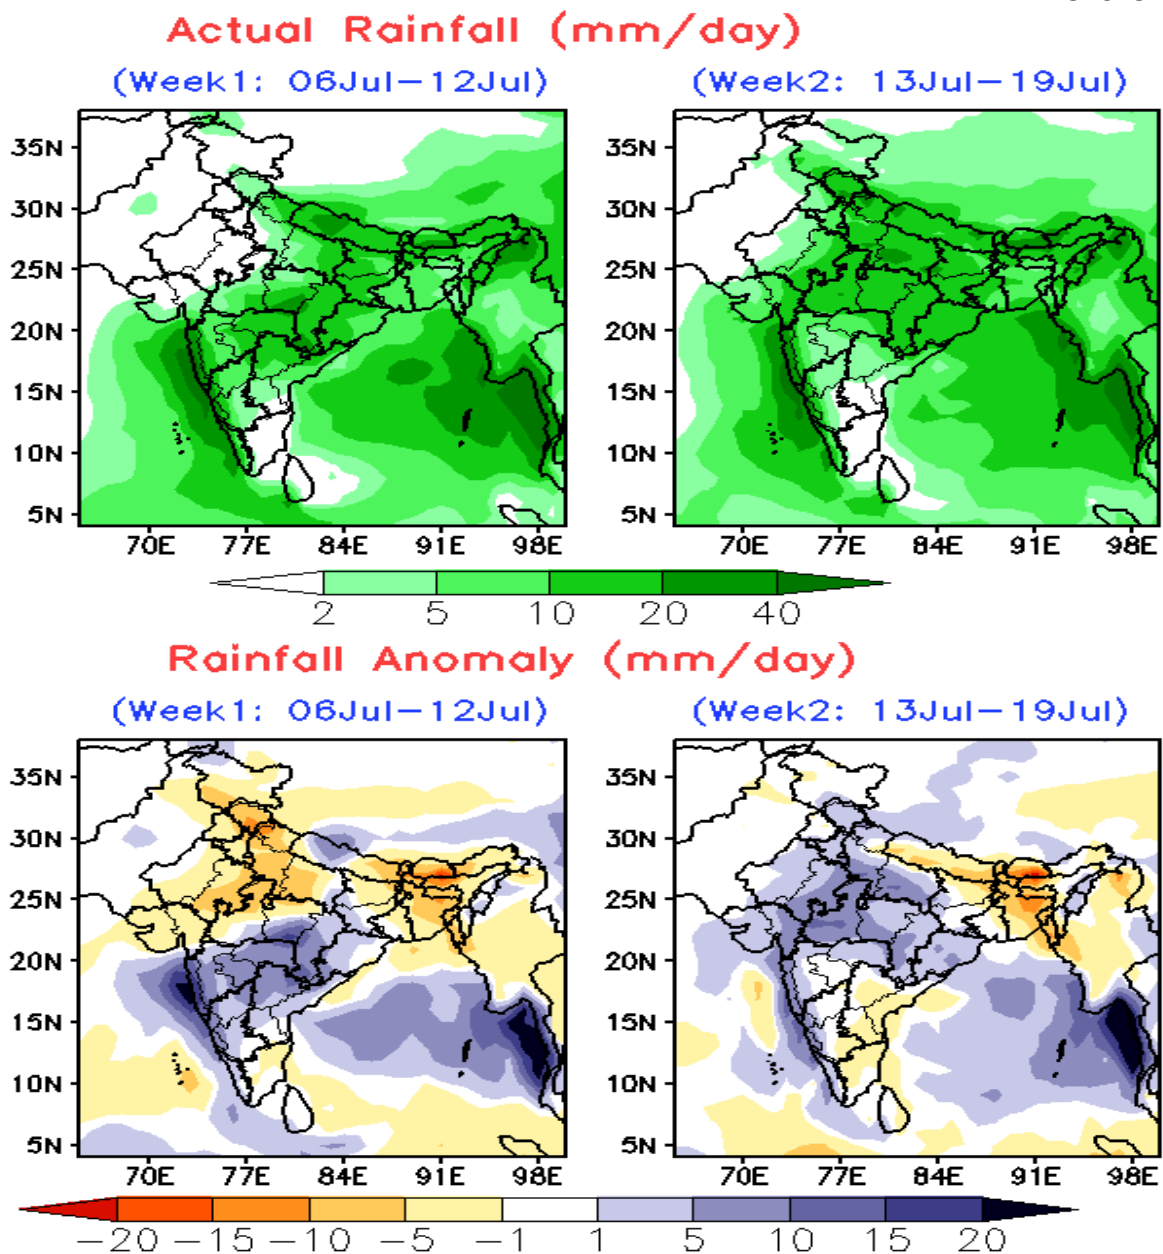 Actual Rainfall (mm/day)
(Week1: 06Jul−12Jul) (Week2: 13Jul−19Jul)
35N 35N
30N 30N
25N 25N
20N 20N
15N 15N
10N 10N
5N 5N
70E 77E 84E 91E 98E 70E 77E 84E 91E 98E
2 5 10 20 40
Rainfall Anomaly (mm/day)
(Week1: 06Jul−12Jul) (Week2: 13Jul−19Jul)
35N 35N
30N 30N
25N 25N
20N 20N
15N 15N
10N 10N
5N 5N
70E 77E 84E 91E 98E 70E 77E 84E 91E 98E
−20 −15 −10 −5 −1 1 5 10 15 20